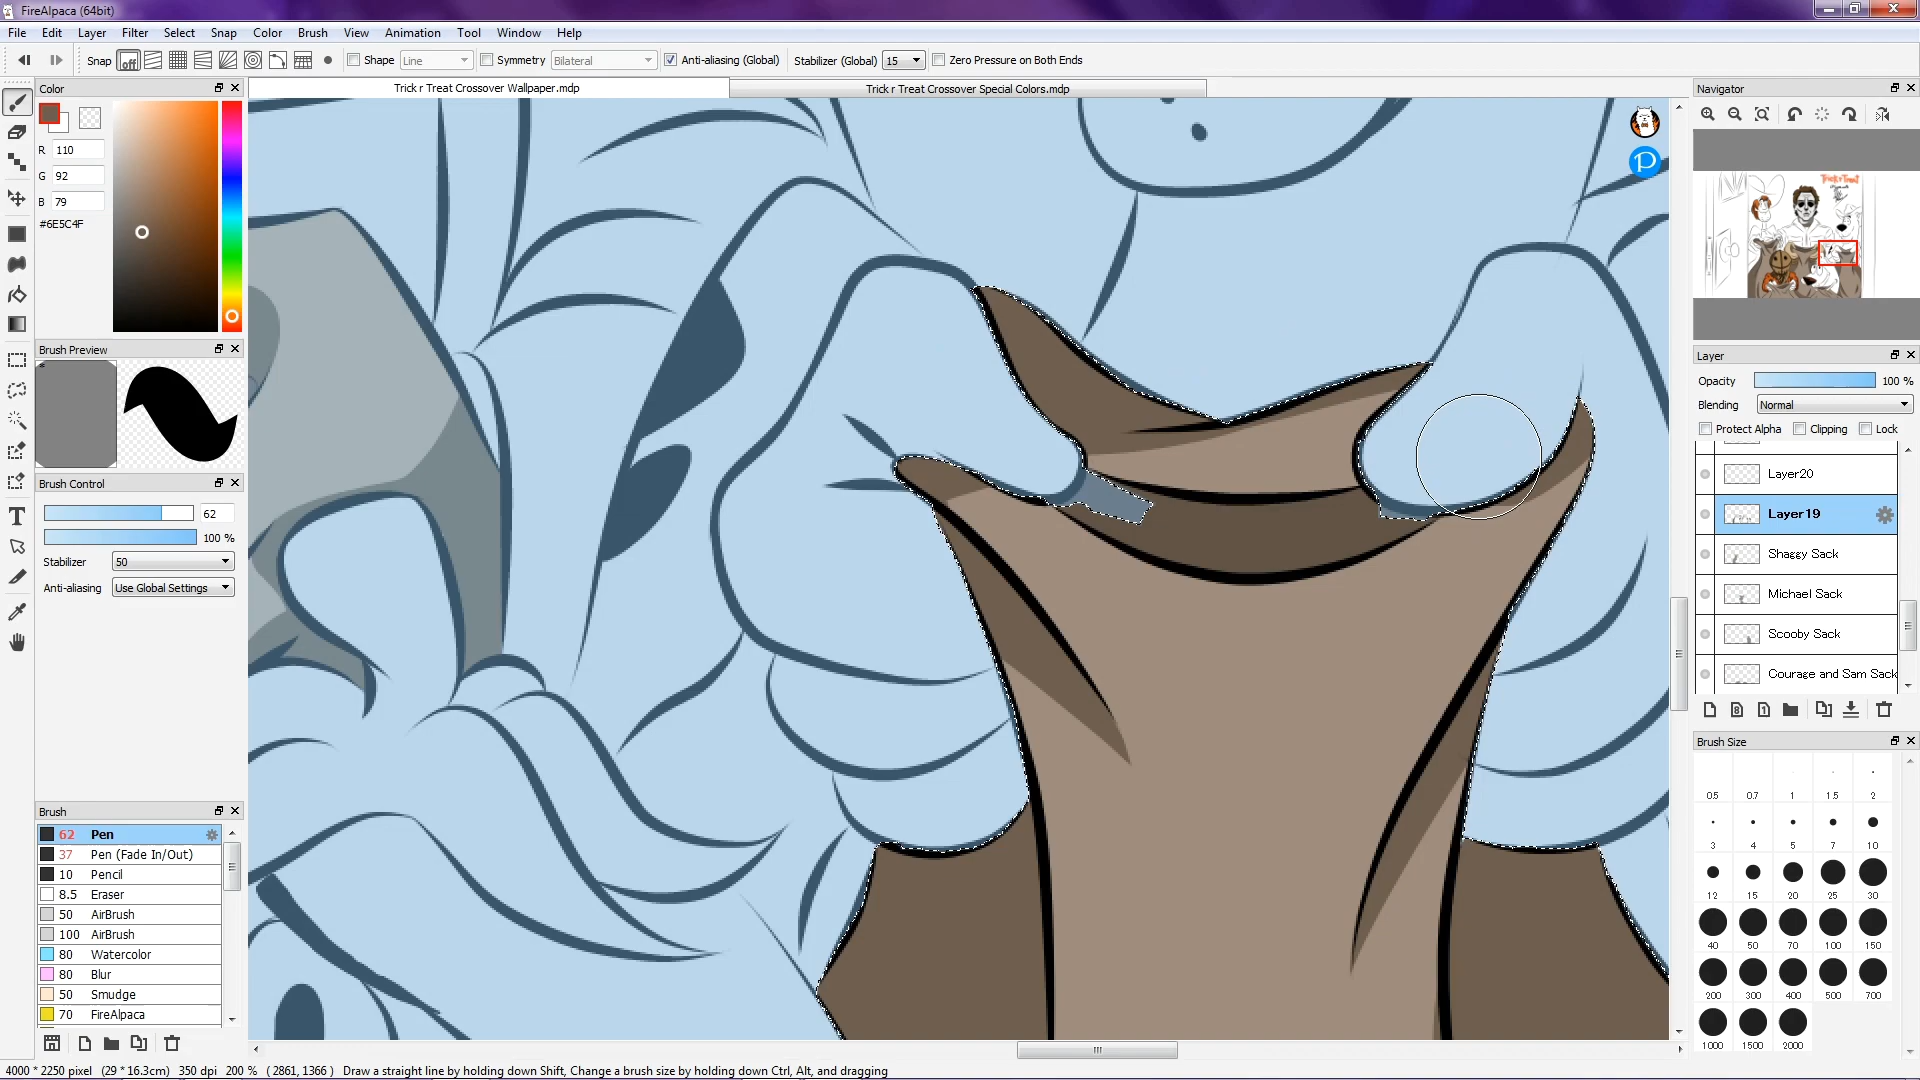 FireAlpaca (64bit)
File Edit Layer Filter Select Snap Color Brush View Animation Tool Window Help
Snap off Shape Line Symmetry Bilateral Anti-aliasing (Global) Stabilizer (Global) 15 Zero Pressure on Both Ends
Color
Trick r Treat Crossover Wallpaper.mdp
Trick r Treat Crossover Special Colors.mdp
Navigator
R 110
G 92
B 79
#6E5C4F
Brush Preview
Brush Control
62
100 %
Stabilizer 50
Anti-aliasing Use Global Settings
Brush
62 Pen
37 Pen (Fade In/Out)
10 Pencil
8.5 Eraser
50 AirBrush
100 AirBrush
80 Watercolor
80 Blur
50 Smudge
70 FireAlpaca
Layer
Opacity 100 %
Blending Normal
Protect Alpha Clipping Lock
Layer20
Layer19
Shaggy Sack
Michael Sack
Scooby Sack
Courage and Sam Sack
Brush Size
0.5 0.7 1 1.5 2
3 4 5 7 10
12 15 20 25 30
40 50 70 100 150
200 300 400 500 700
1000 1500 2000
4000 * 2250 pixel (29 * 16.3cm) 350 dpi 200 % ( 2861, 1366 ) Draw a straight line by holding down Shift, Change a brush size by holding down Ctrl, Alt, and dragging